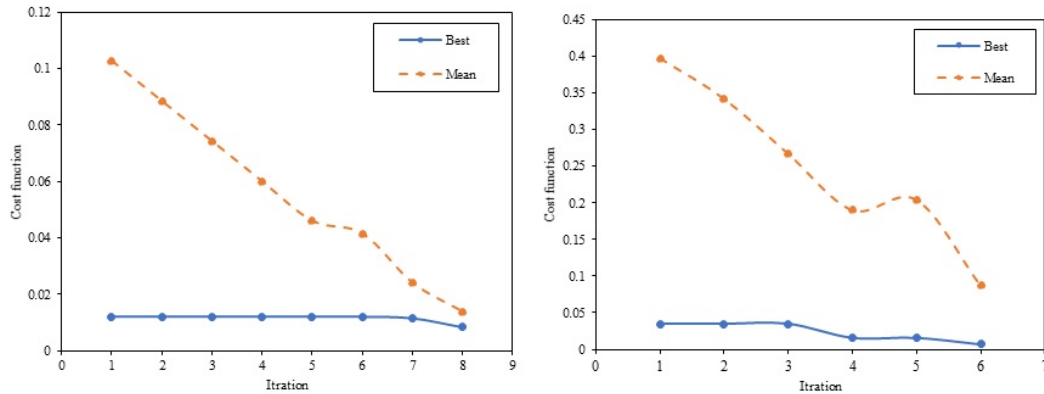 0.12
0.1
0.08
0.06
0.04
0.02
0
Cost function
0 1 2 3 4 5 6 7 8 9
Itration
Best
Mean
0.45
0.4
0.35
0.3
0.25
0.2
0.15
0.1
0.05
0
Cost function
0 1 2 3 4 5 6 7
Itration
Best
Mean